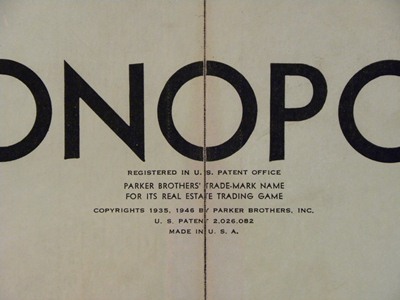 ONOPO
REGISTERED IN U. S. PATENT OFFICE
PARKER BROTHERS' TRADE-MARK NAME
FOR ITS REAL ESTATE TRADING GAME
COPYRIGHTS 1935, 1946 BY PARKER BROTHERS, INC.
U. S. PATENT 2,026,082
MADE IN U. S. A.